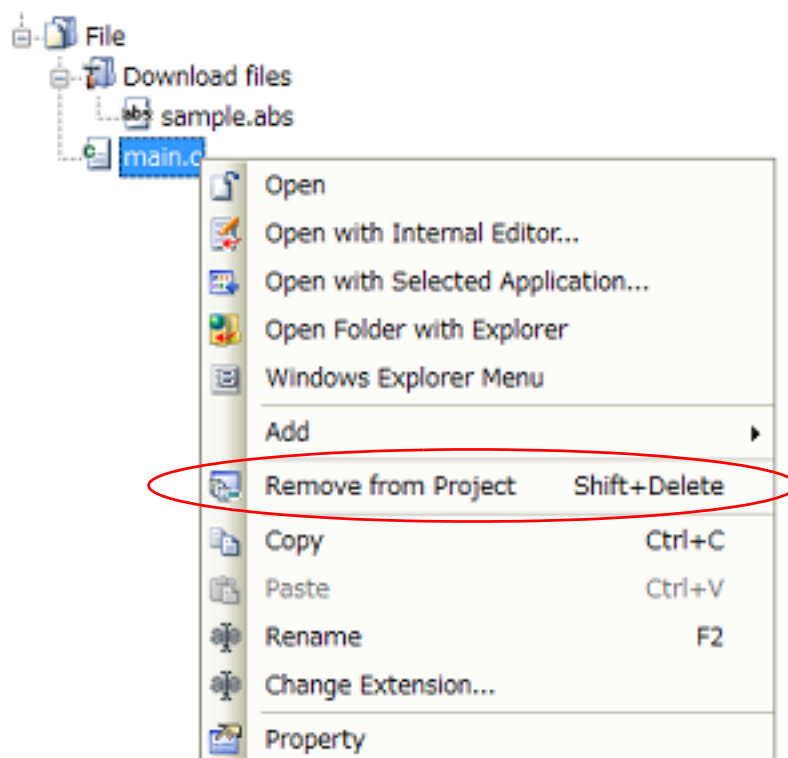 File
Download files
sample.abs
main.c
Open
Open with Internal Editor...
Open with Selected Application...
Open Folder with Explorer
Windows Explorer Menu
Add
Remove from Project Shift+Delete
Copy Ctrl+C
Paste Ctrl+V
Rename F2
Change Extension...
Property